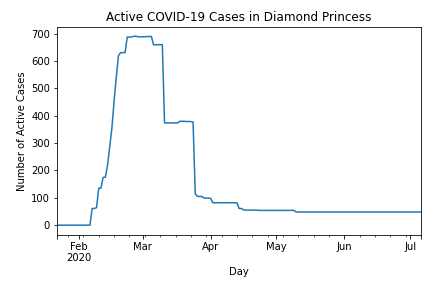 Active COVID-19 Cases in Diamond Princess
Number of Active Cases
700
600
500
400
300
200
100
0
Feb
2020
Mar
Apr
May
Jun
Jul
Day